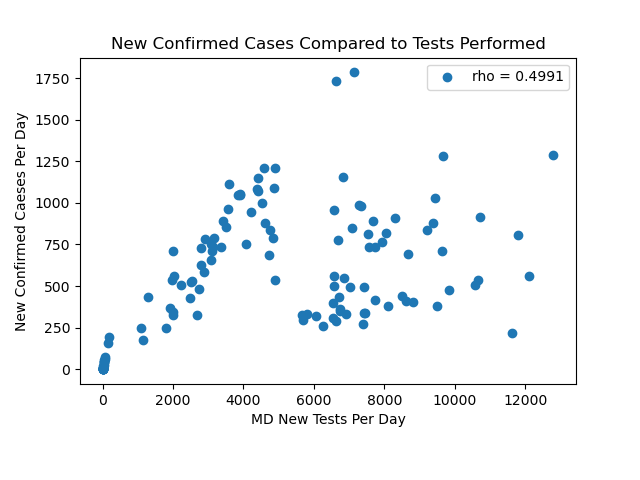 New Confirmed Cases Compared to Tests Performed
rho = 0.4991
1750
1500
1250
1000
750
500
250
0
New Confirmed Caeses Per Day
0 2000 4000 6000 8000 10000 12000
MD New Tests Per Day